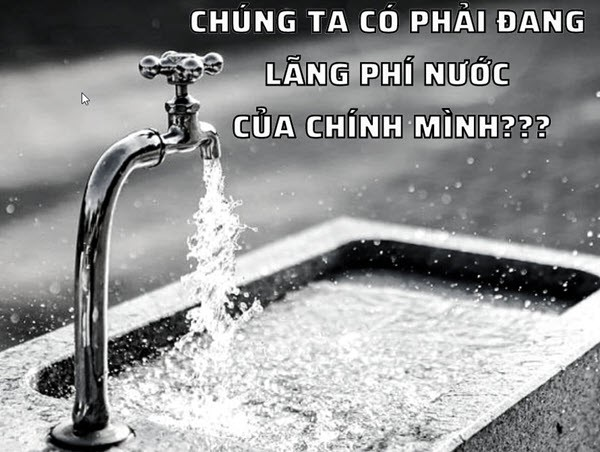 CHÚNG TA CÓ PHẢI ĐANG
LÃNG PHÍ NƯỚC
CỦA CHÍNH MÌNH???